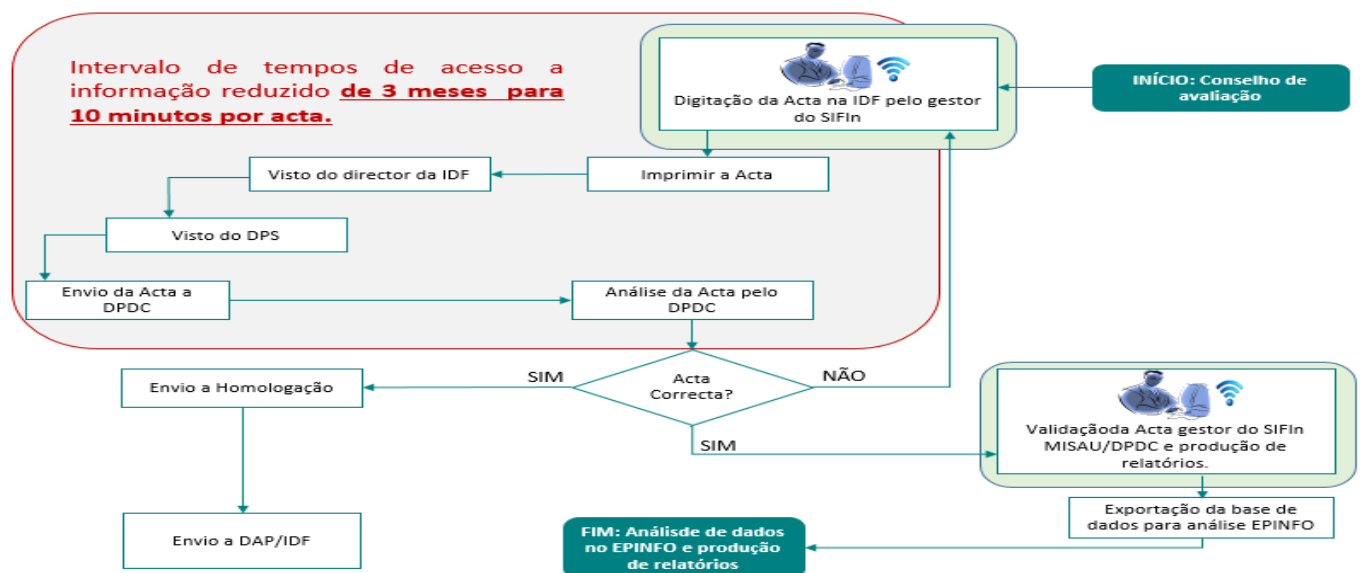 Intervalo de tempos de acesso a
informação reduzido de 3 meses para
10 minutos por acta.
Digitação da Acta na IDF pelo gestor
do SIFIn
INÍCIO: Conselho de
avaliação
Visto do director da IDF
Imprimir a Acta
Visto do DPS
Envio da Acta a
DPDC
Análise da Acta pelo
DPDC
Envio a Homologação
SIM
Acta
Correcta?
NÃO
SIM
Validaçãoda Acta gestor do SIFIn
MISAU/DPDC e produção de
relatórios.
Envio a DAP/IDF
Exportação da base de
dados para análise EPINFO
FIM: Análisde de dados
no EPINFO e produção
de relatórios